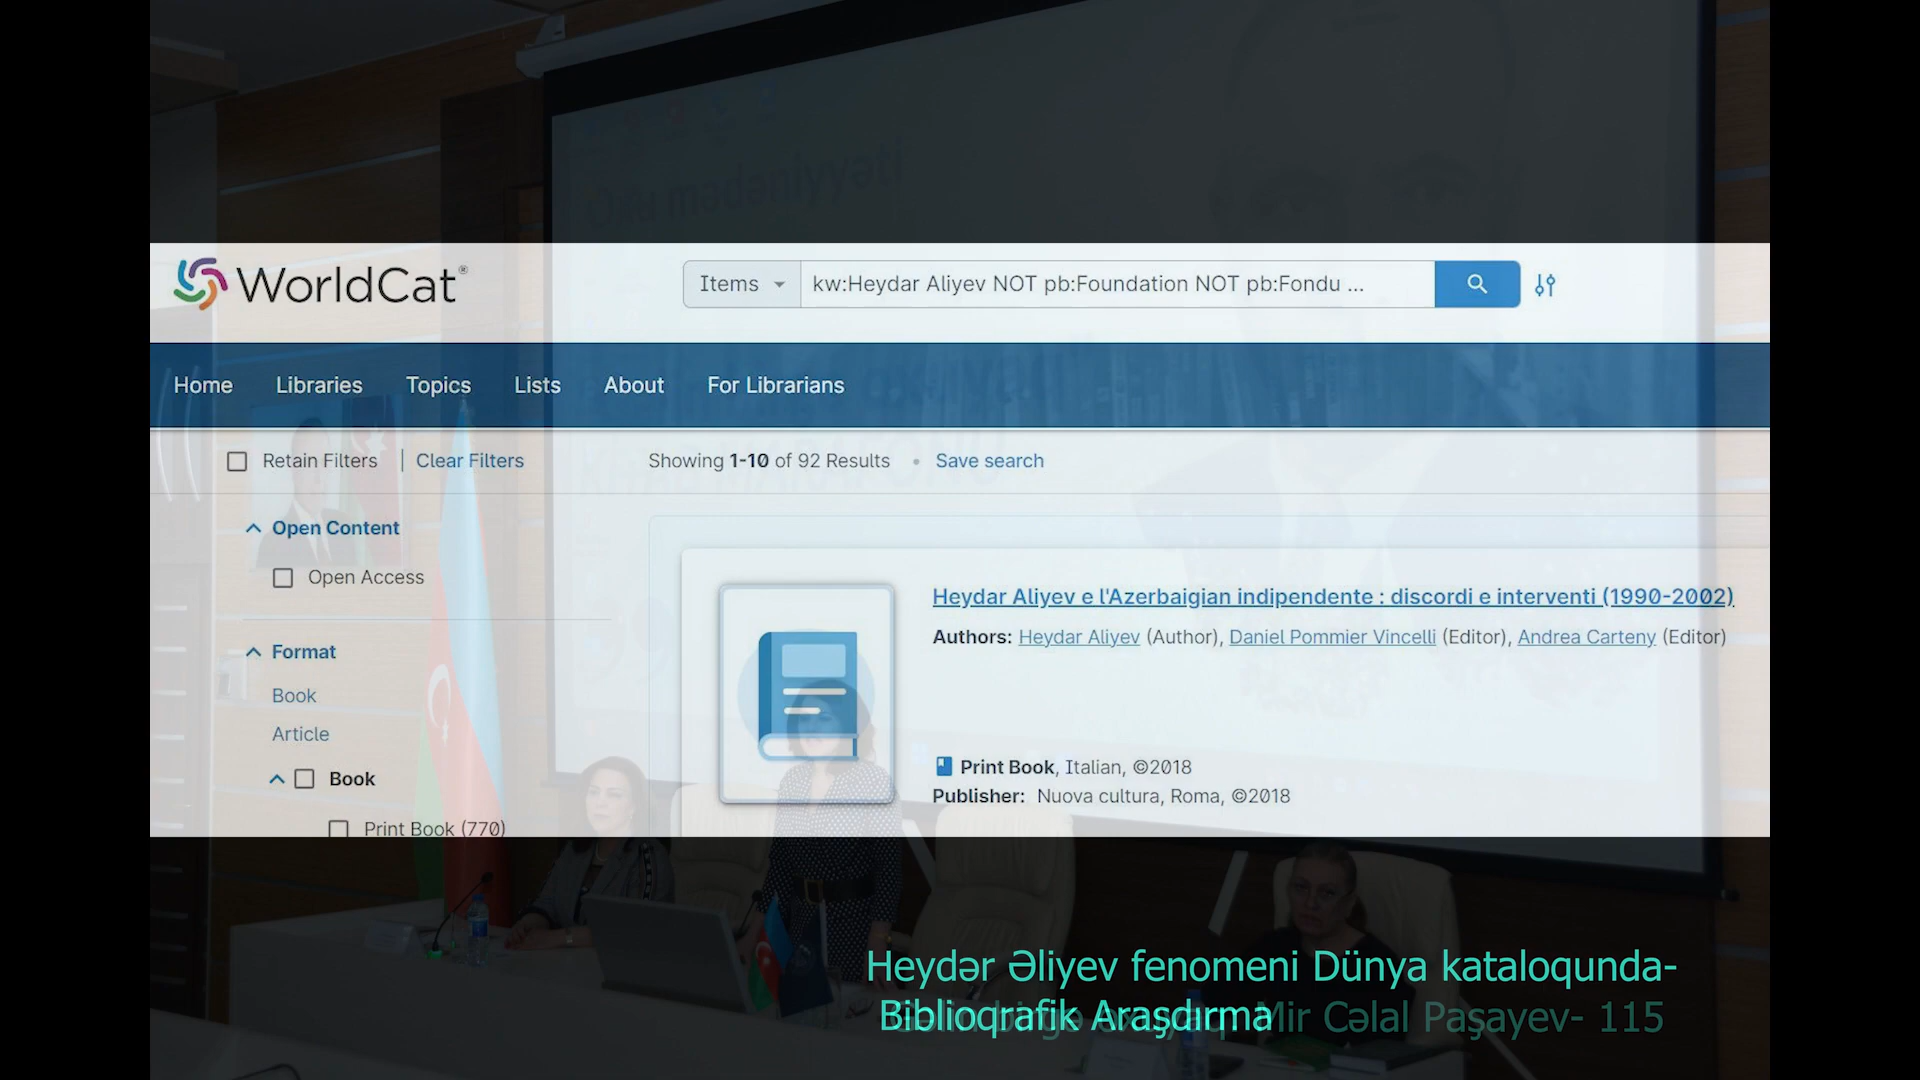 Oxu mədəniyyəti
WorldCat®
Items
kw:Heydar Aliyev NOT pb:Foundation NOT pb:Fondu ...
Home Libraries Topics Lists About For Librarians
Retain Filters | Clear Filters
Showing 1-10 of 92 Results • Save search
Open Content
Open Access
Format
Book
Article
Book
Print Book (770)
Heydar Aliyev e l'Azerbaigian indipendente : discordi e interventi (1990-2002)
Authors: Heydar Aliyev (Author), Daniel Pommier Vincelli (Editor), Andrea Carteny (Editor)
Print Book, Italian, ©2018
Publisher: Nuova cultura, Roma, ©2018
Heydər Əliyev fenomeni Dünya kataloqunda-
Biblioqrafik Araşdırma
Mir Cəlal Paşayev- 115